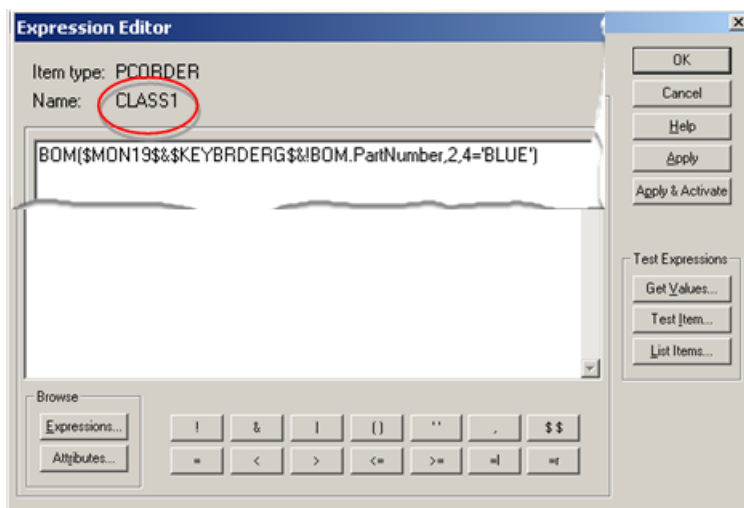 Expression Editor
Item type: PCORDER
Name: CLASS1
BOM($MON19$&$KEYBRDERG$&!BOM.PartNumber,2,4='BLUE')
OK
Cancel
Help
Apply
Apply & Activate
Test Expressions
Get Values...
Test Item...
List Items...
Browse
Expressions...
Attributes...
! & | () '' , $$
= < > <= >= =l =r